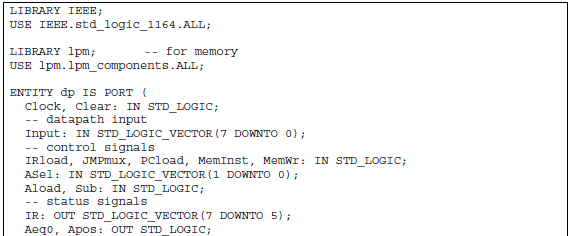 LIBRARY IEEE;
USE IEEE.std_logic_1164.ALL;
LIBRARY lpm; -- for memory
USE lpm.lpm_components.ALL;
ENTITY dp IS PORT (
Clock, Clear: IN STD_LOGIC;
-- datapath input
Input: IN STD_LOGIC_VECTOR(7 DOWNTO 0);
-- control signals
IRload, JMPmux, PCload, MemInst, MemWr: IN STD_LOGIC;
ASel: IN STD_LOGIC_VECTOR(1 DOWNTO 0);
Aload, Sub: IN STD_LOGIC;
-- status signals
IR: OUT STD_LOGIC_VECTOR(7 DOWNTO 5);
Aeq0, Apos: OUT STD_LOGIC;